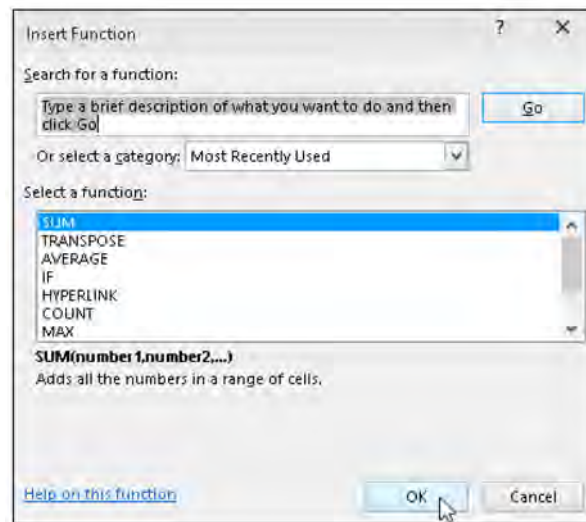 Insert Function
? X
Search for a function:
Type a brief description of what you want to do and then
click Go
Go
Or select a category: Most Recently Used
Select a function:
SUM
TRANSPOSE
AVERAGE
IF
HYPERLINK
COUNT
MAX
SUM(number1,number2,...)
Adds all the numbers in a range of cells.
Help on this function
OK
Cancel